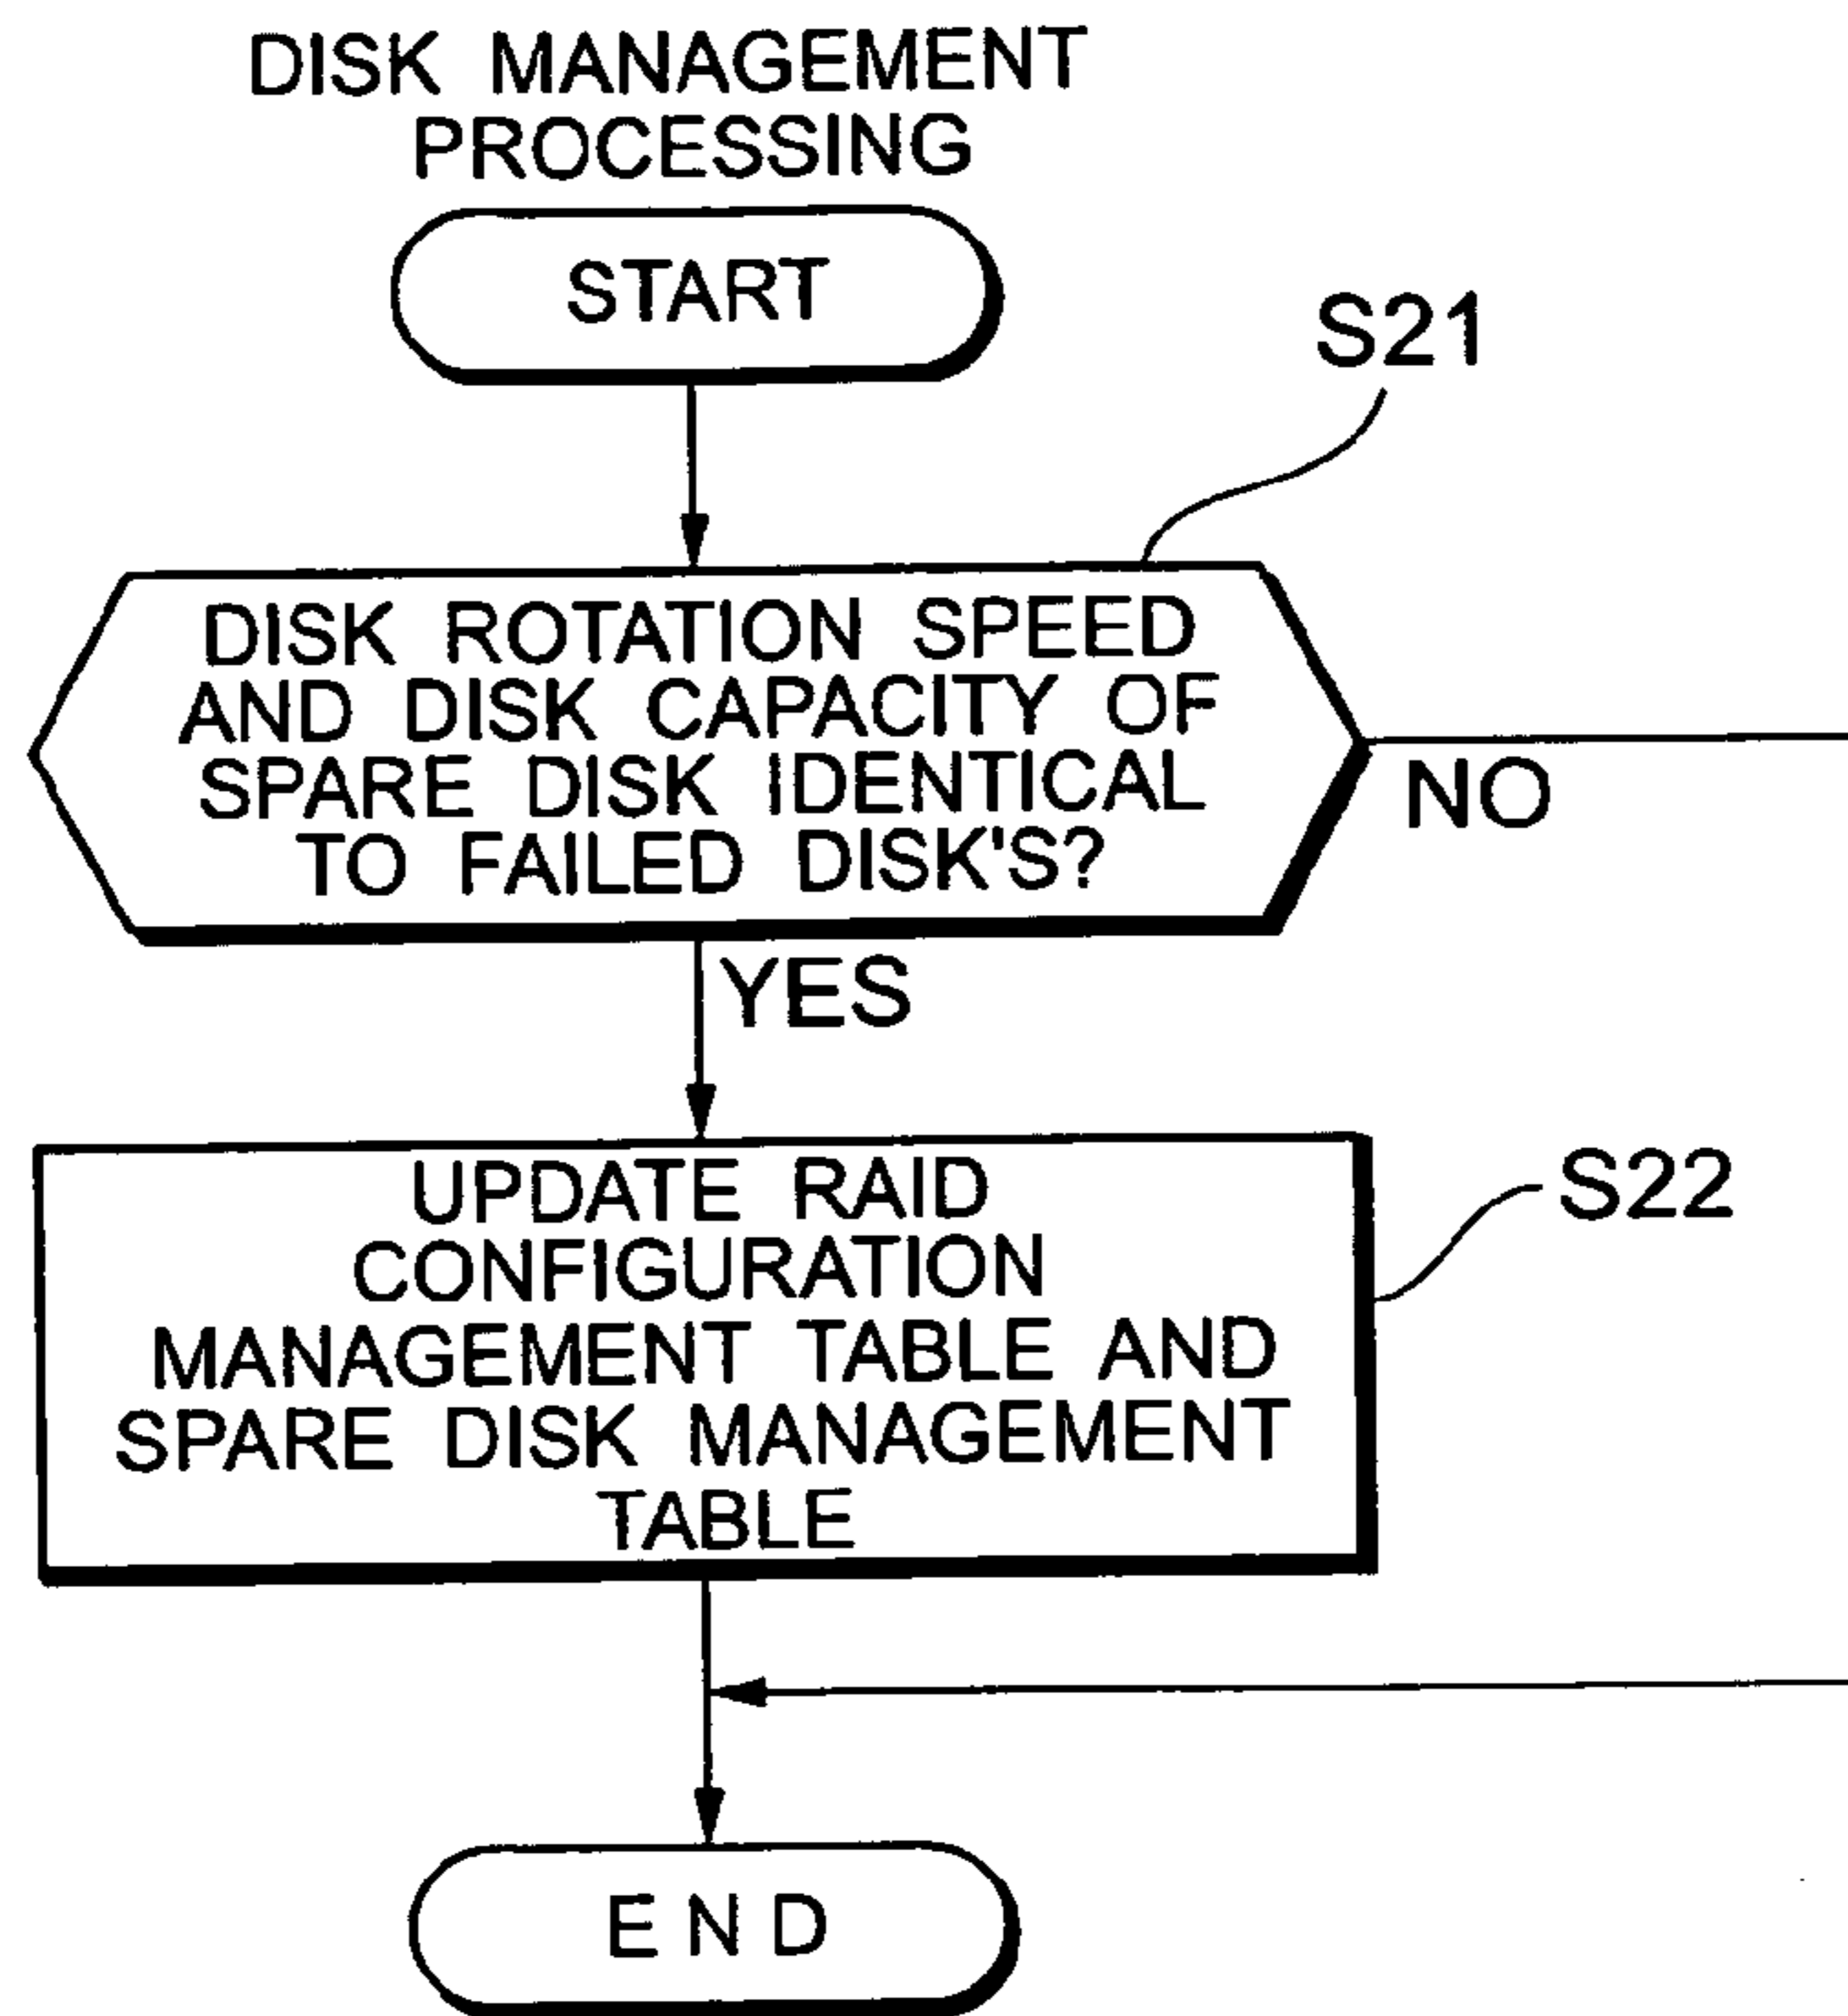 DISK MANAGEMENT
PROCESSING
START
S21
DISK ROTATION SPEED
AND DISK CAPACITY OF
SPARE DISK IDENTICAL
TO FAILED DISK'S?
NO
YES
UPDATE RAID
CONFIGURATION
MANAGEMENT TABLE AND
SPARE DISK MANAGEMENT
TABLE
S22
END